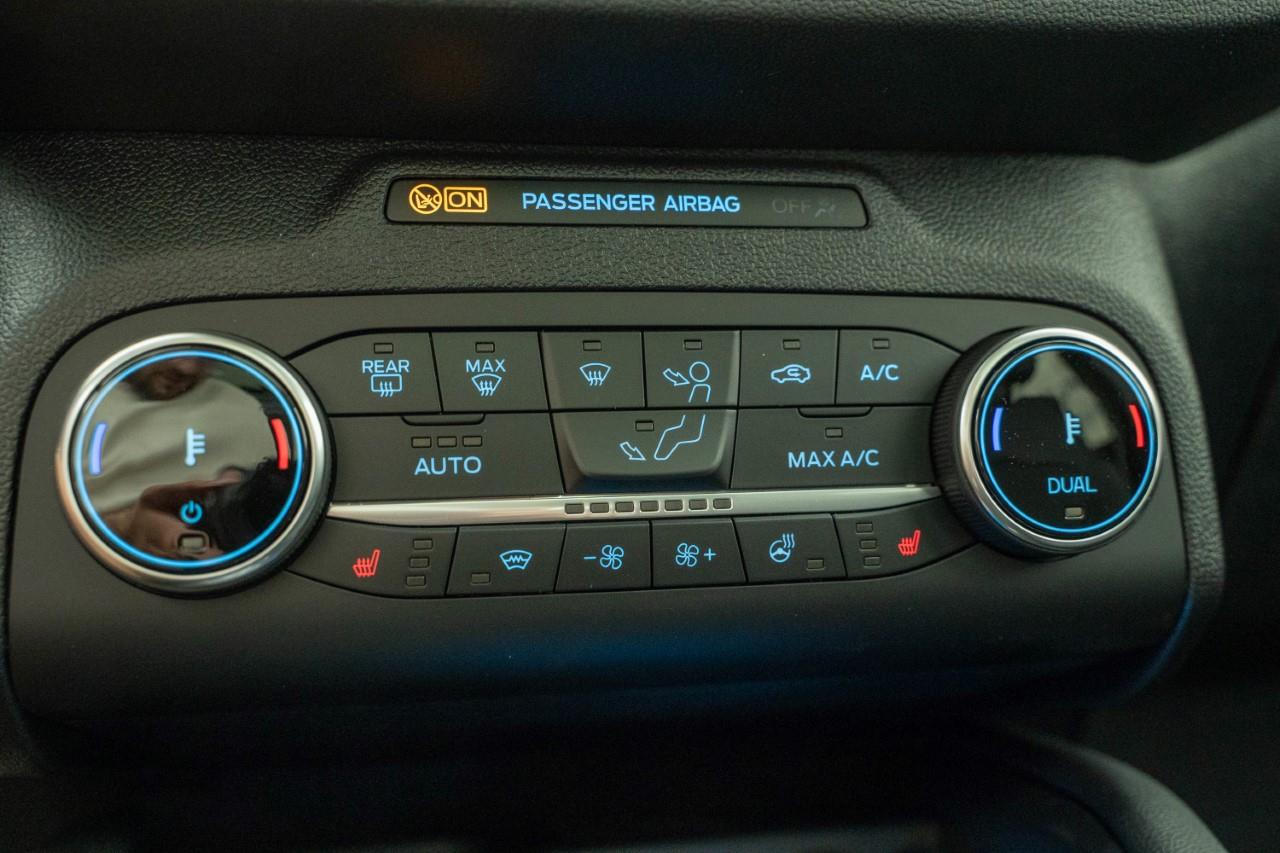 ON PASSENGER AIRBAG OFF
REAR
MAX
A/C
AUTO
MAX A/C
DUAL
- +